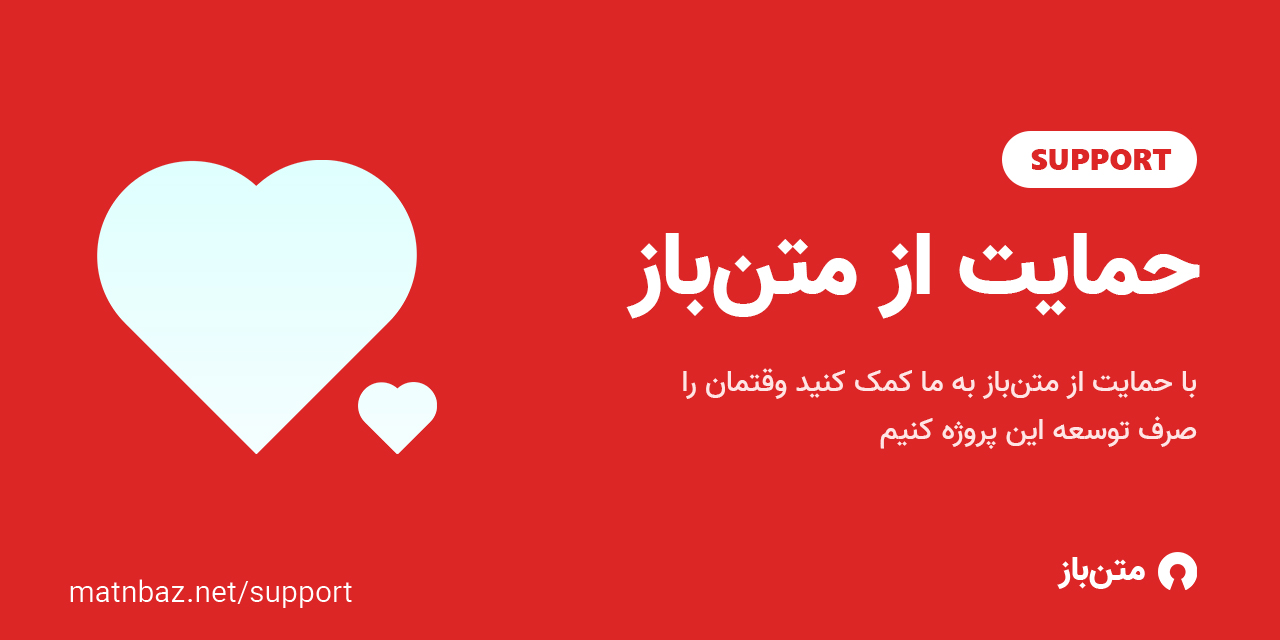 SUPPORT
حمایت از متن‌باز
با حمایت از متن‌باز به ما کمک کنید وقتمان را
صرف توسعه این پروژه کنیم
متن‌باز
matnbaz.net/support